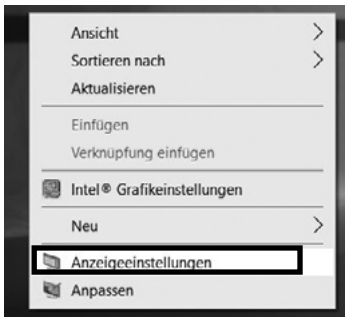 Ansicht
Sortieren nach
Aktualisieren
Einfügen
Verknüpfung einfügen
Intel® Grafikeinstellungen
Neu
Anzeigeeinstellungen
Anpassen